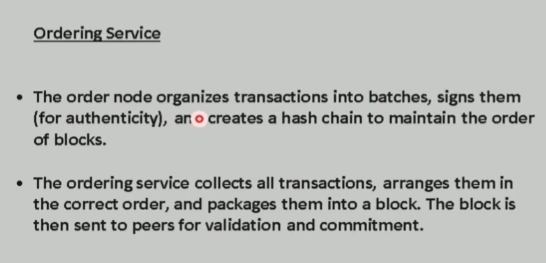 Ordering Service
• The order node organizes transactions into batches, signs them
(for authenticity), and creates a hash chain to maintain the order
of blocks.
• The ordering service collects all transactions, arranges them in
the correct order, and packages them into a block. The block is
then sent to peers for validation and commitment.